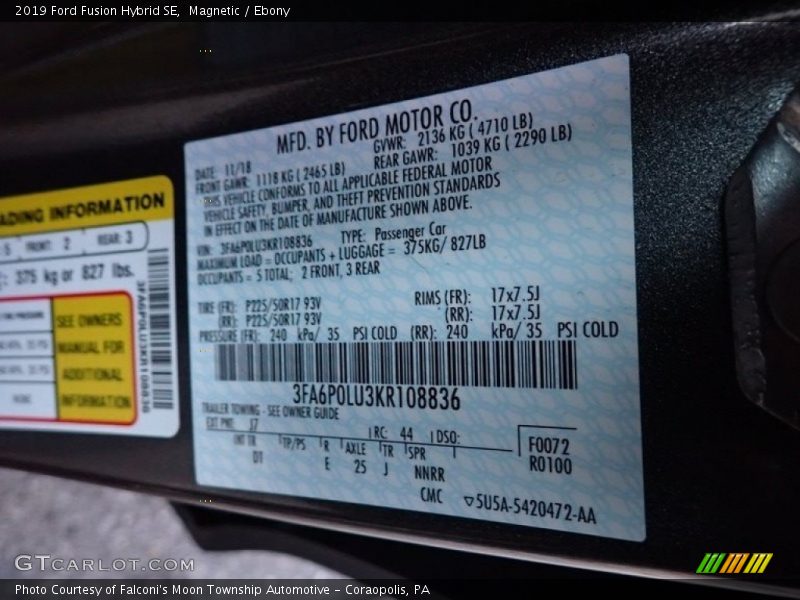 2019 Ford Fusion Hybrid SE, Magnetic / Ebony
ADING INFORMATION
5 FRONT: 2 REAR: 3
375 kg or 827 lbs.
SEE OWNERS
MANUAL FOR
ADDITIONAL
INFORMATION
3FA6P0LU3KR108836
MFD. BY FORD MOTOR CO.
DATE: 12/18 GVWR: 2136 KG ( 4710 LB)
FRONT GAWR: 1118 KG ( 2465 LB) REAR GAWR: 1039 KG ( 2290 LB)
THIS VEHICLE CONFORMS TO ALL APPLICABLE FEDERAL MOTOR
VEHICLE SAFETY, BUMPER, AND THEFT PREVENTION STANDARDS
IN EFFECT ON THE DATE OF MANUFACTURE SHOWN ABOVE.
VIN: 3FA6P0LU3KR108836 TYPE: Passenger Car
MAXIMUM LOAD = OCCUPANTS + LUGGAGE = 375KG/ 827LB
OCCUPANTS = 5 TOTAL; 2 FRONT, 3 REAR
TIRE (FR): P225/50R17 93V RIMS (FR): 17x7.5J
(RR): P225/50R17 93V (RR): 17x7.5J
PRESSURE (FR): 240 kPa/ 35 PSI COLD (RR): 240 kPa/ 35 PSI COLD
3FA6P0LU3KR108836
TRAILER TOWING - SEE OWNER GUIDE
EXT PNT: J7 RC: 44 DSO: F0072
INT TR TP/PS R AXLE TR SPR R0100
DT E 25 J NNRR
CMC ▽5U5A-5420472-AA
GTCarLot.com
Photo Courtesy of Falconi's Moon Township Automotive - Coraopolis, PA